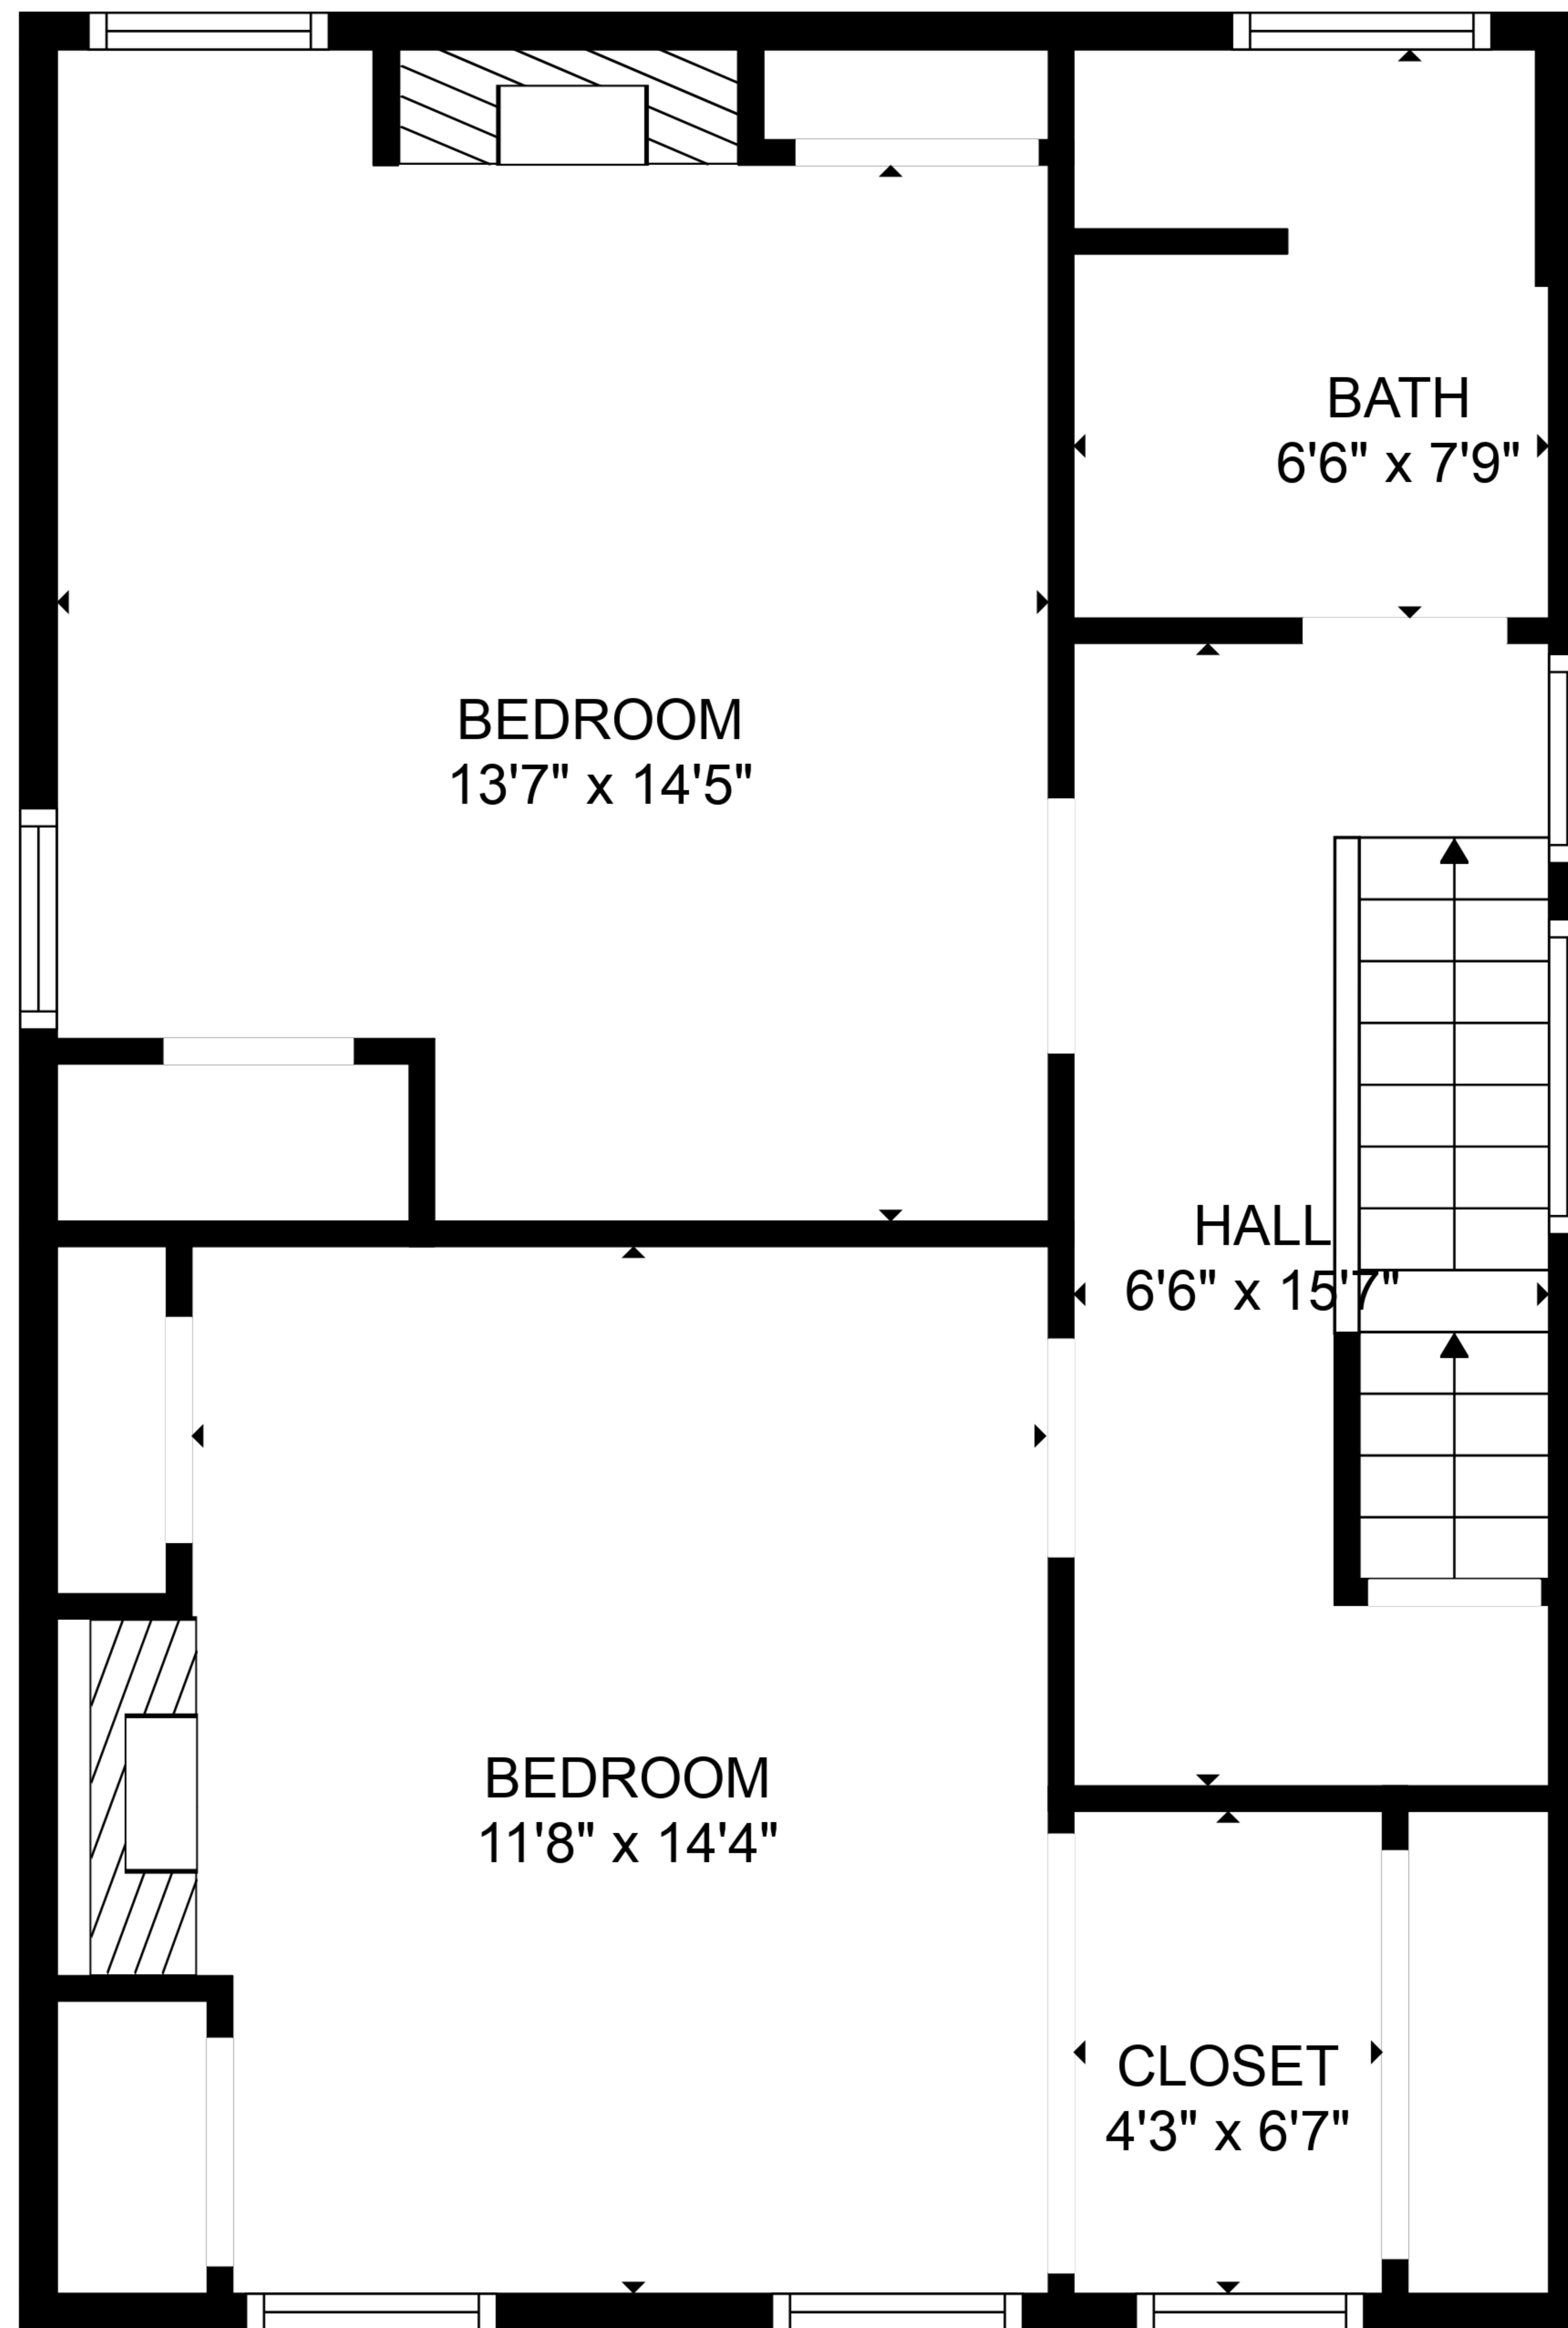 BATH
6'6" x 7'9"
BEDROOM
13'7" x 14'5"
HALL
6'6" x 15'7"
BEDROOM
11'8" x 14'4"
CLOSET
4'3" x 6'7"